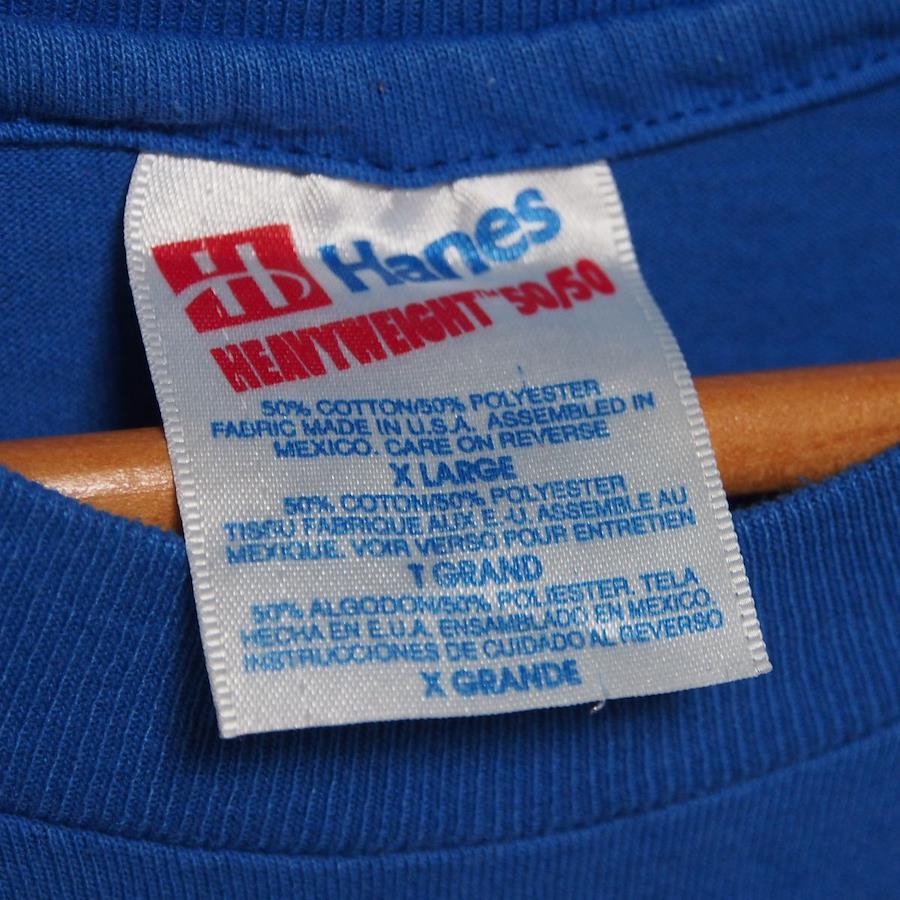 Hanes
HEAVYWEIGHT™ 50/50
50% COTTON/50% POLYESTER
FABRIC MADE IN U.S.A. ASSEMBLED IN
MEXICO. CARE ON REVERSE
X LARGE
50% COTON/50% POLYESTER
TISSU FABRIQUE AUX E.-U. ASSEMBLE AU
MEXIQUE. VOIR VERSO POUR ENTRETIEN
T GRAND
50% ALGODON/50% POLIESTER. TELA
HECHA EN E.U.A. ENSAMBLADO EN MEXICO.
INSTRUCCIONES DE CUIDADO AL REVERSO
X GRANDE